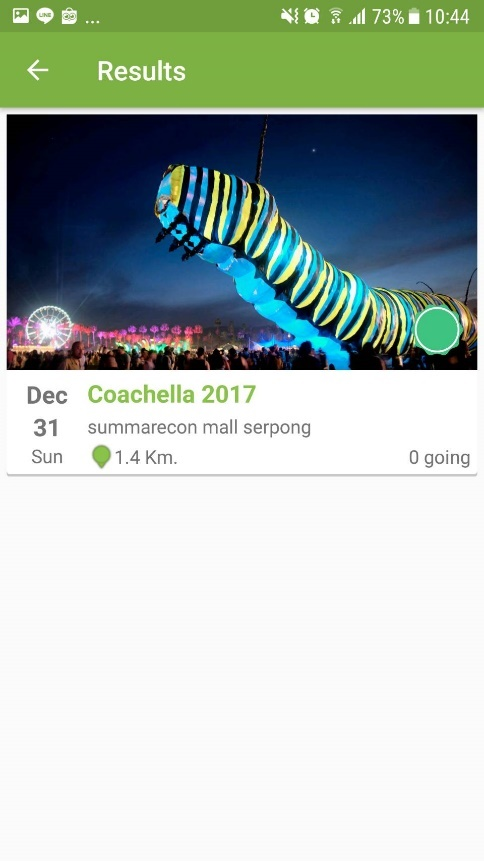 ... 73% 10:44
Results
Dec 31 Sun
Coachella 2017
summarecon mall serpong
1.4 Km. 0 going